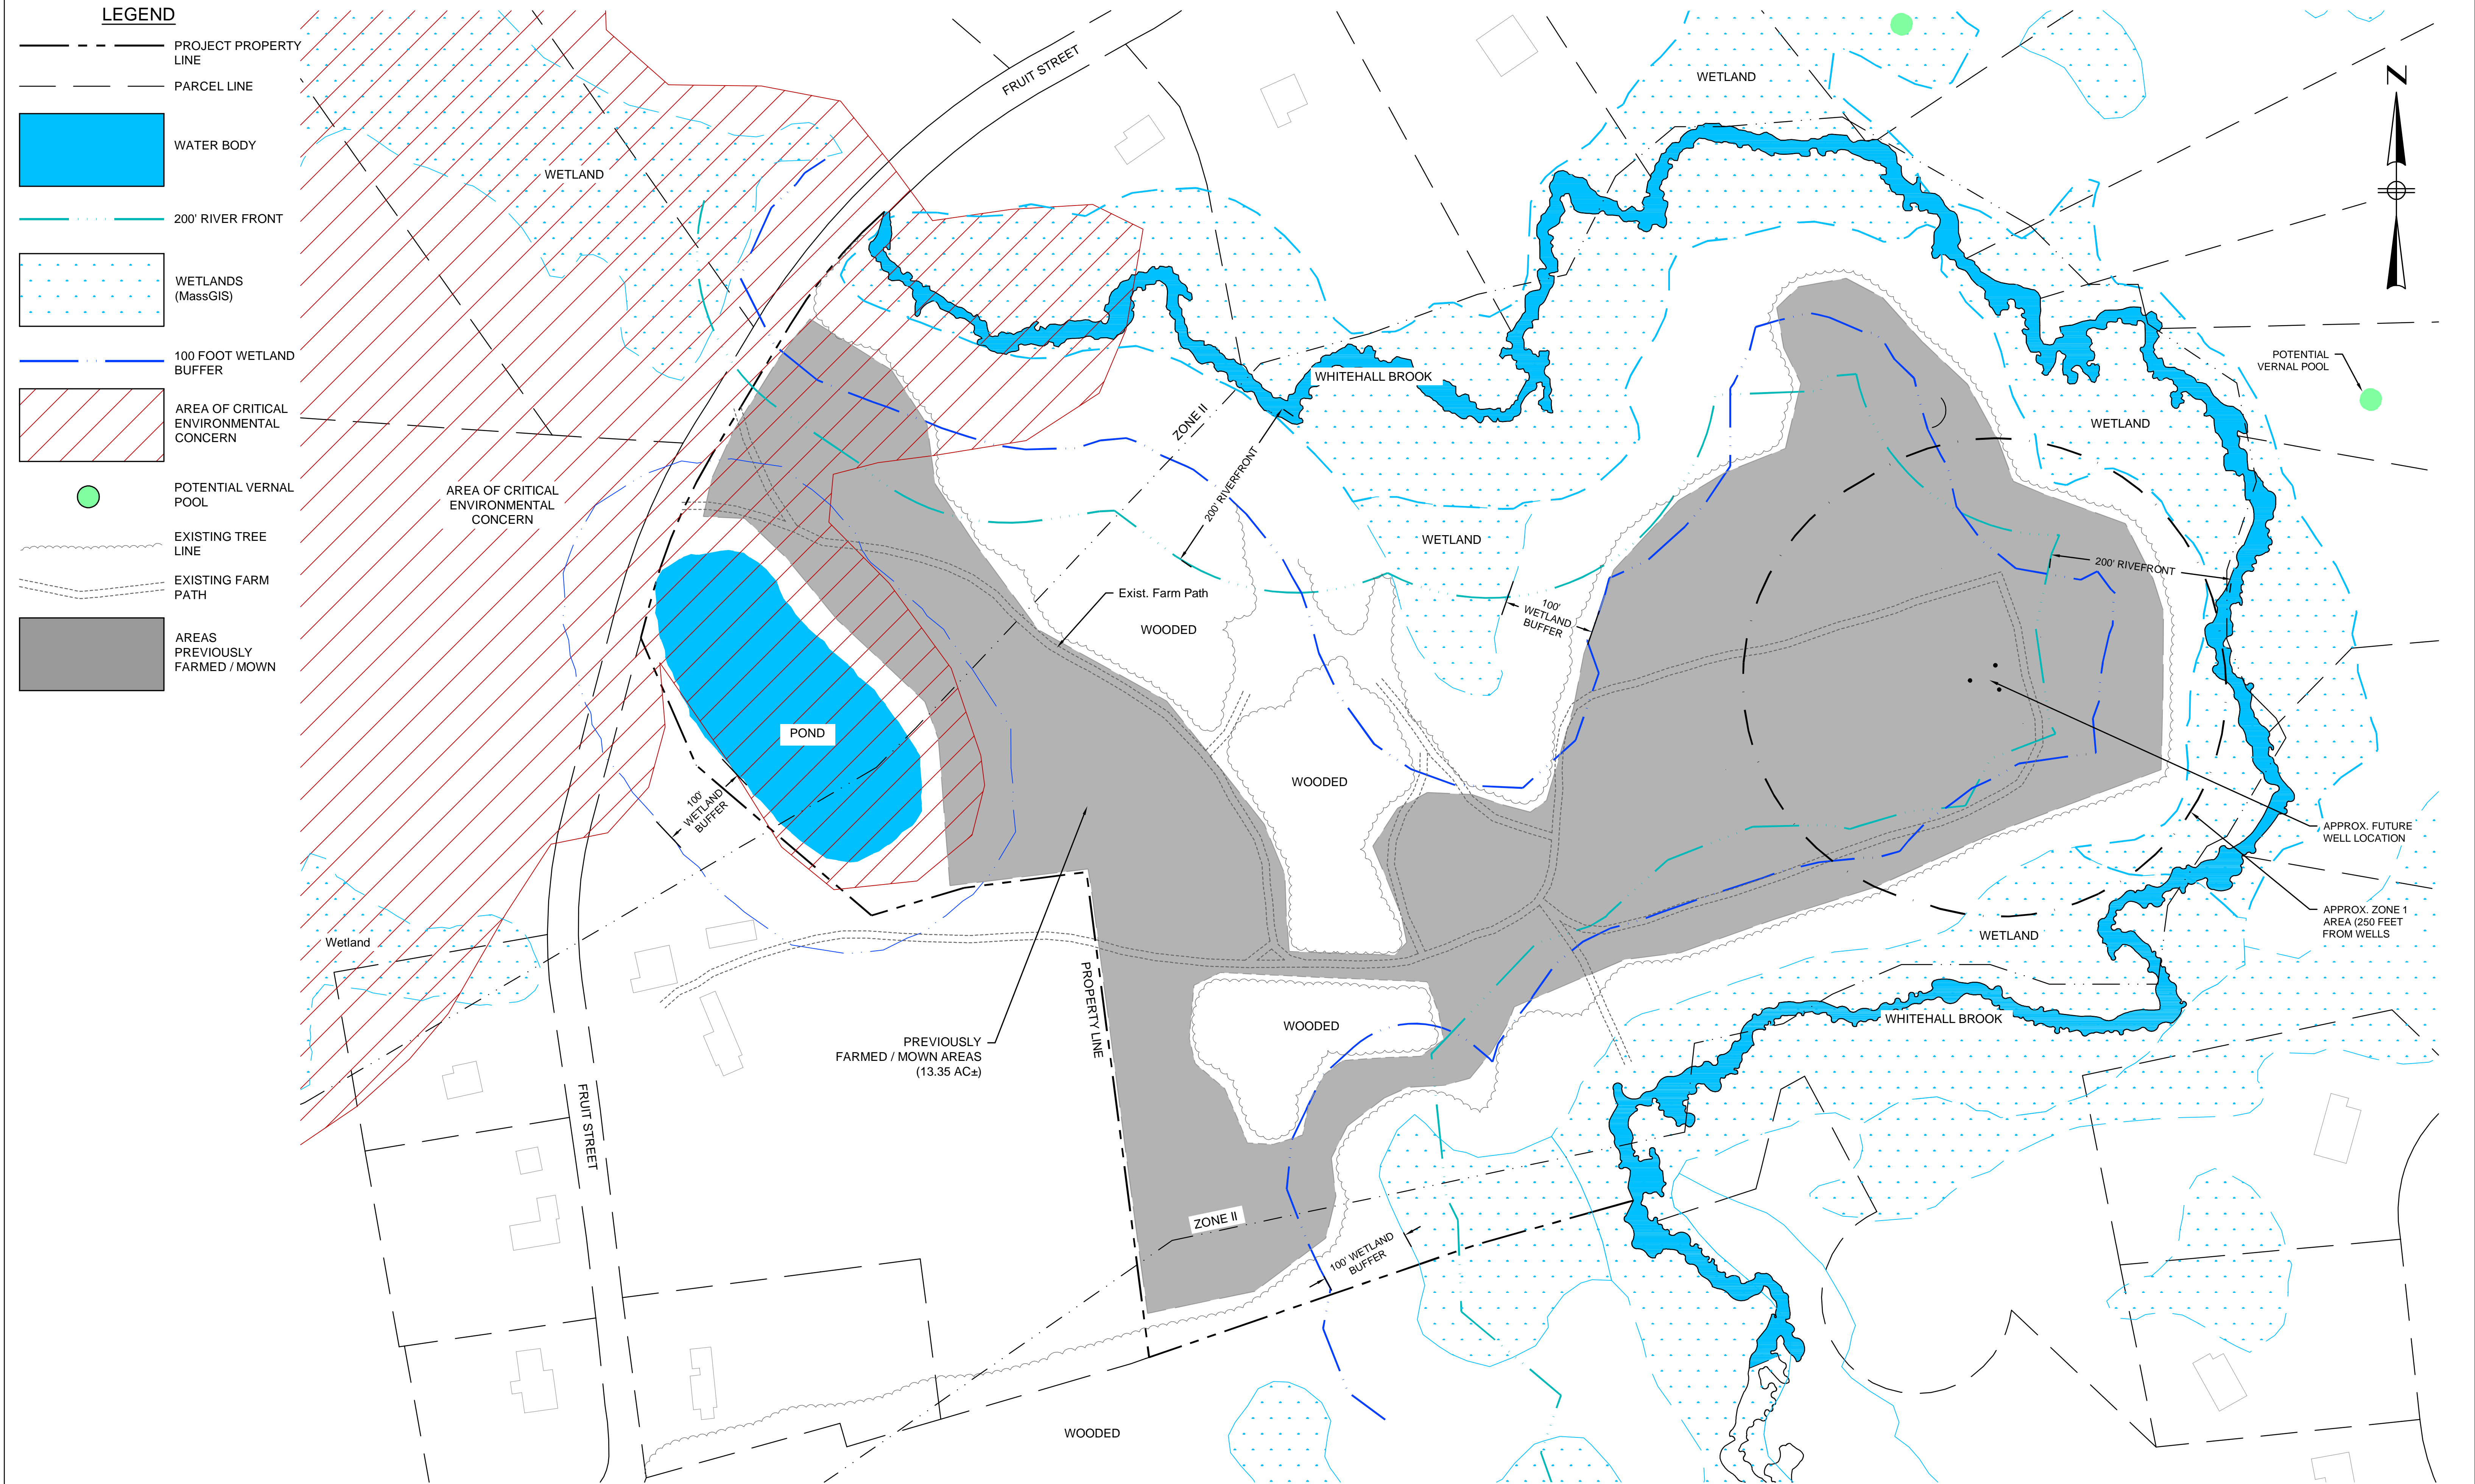 LEGEND
PROJECT PROPERTY
LINE
PARCEL LINE
WATER BODY
200' RIVER FRONT
WETLANDS
(MassGIS)
100 FOOT WETLAND
BUFFER
AREA OF CRITICAL
ENVIRONMENTAL
CONCERN
POTENTIAL VERNAL
POOL
EXISTING TREE
LINE
EXISTING FARM
PATH
AREAS
PREVIOUSLY
FARMED / MOWN
FRUIT STREET
WETLAND
WETLAND
N
WHITEHALL BROOK
POTENTIAL
VERNAL POOL
ZONE II
200' RIVERFRONT
WETLAND
AREA OF CRITICAL
ENVIRONMENTAL
CONCERN
WETLAND
200' RIVERFRONT
Exist. Farm Path
100'
WETLAND
BUFFER
WOODED
POND
WOODED
100'
WETLAND
BUFFER
APPROX. FUTURE
WELL LOCATION
APPROX. ZONE 1
AREA (250 FEET
FROM WELLS
Wetland
WETLAND
PROPERTY LINE
WOODED
WHITEHALL BROOK
PREVIOUSLY
FARMED / MOWN AREAS
(13.35 AC±)
FRUIT STREET
ZONE II
100' WETLAND
BUFFER
WOODED